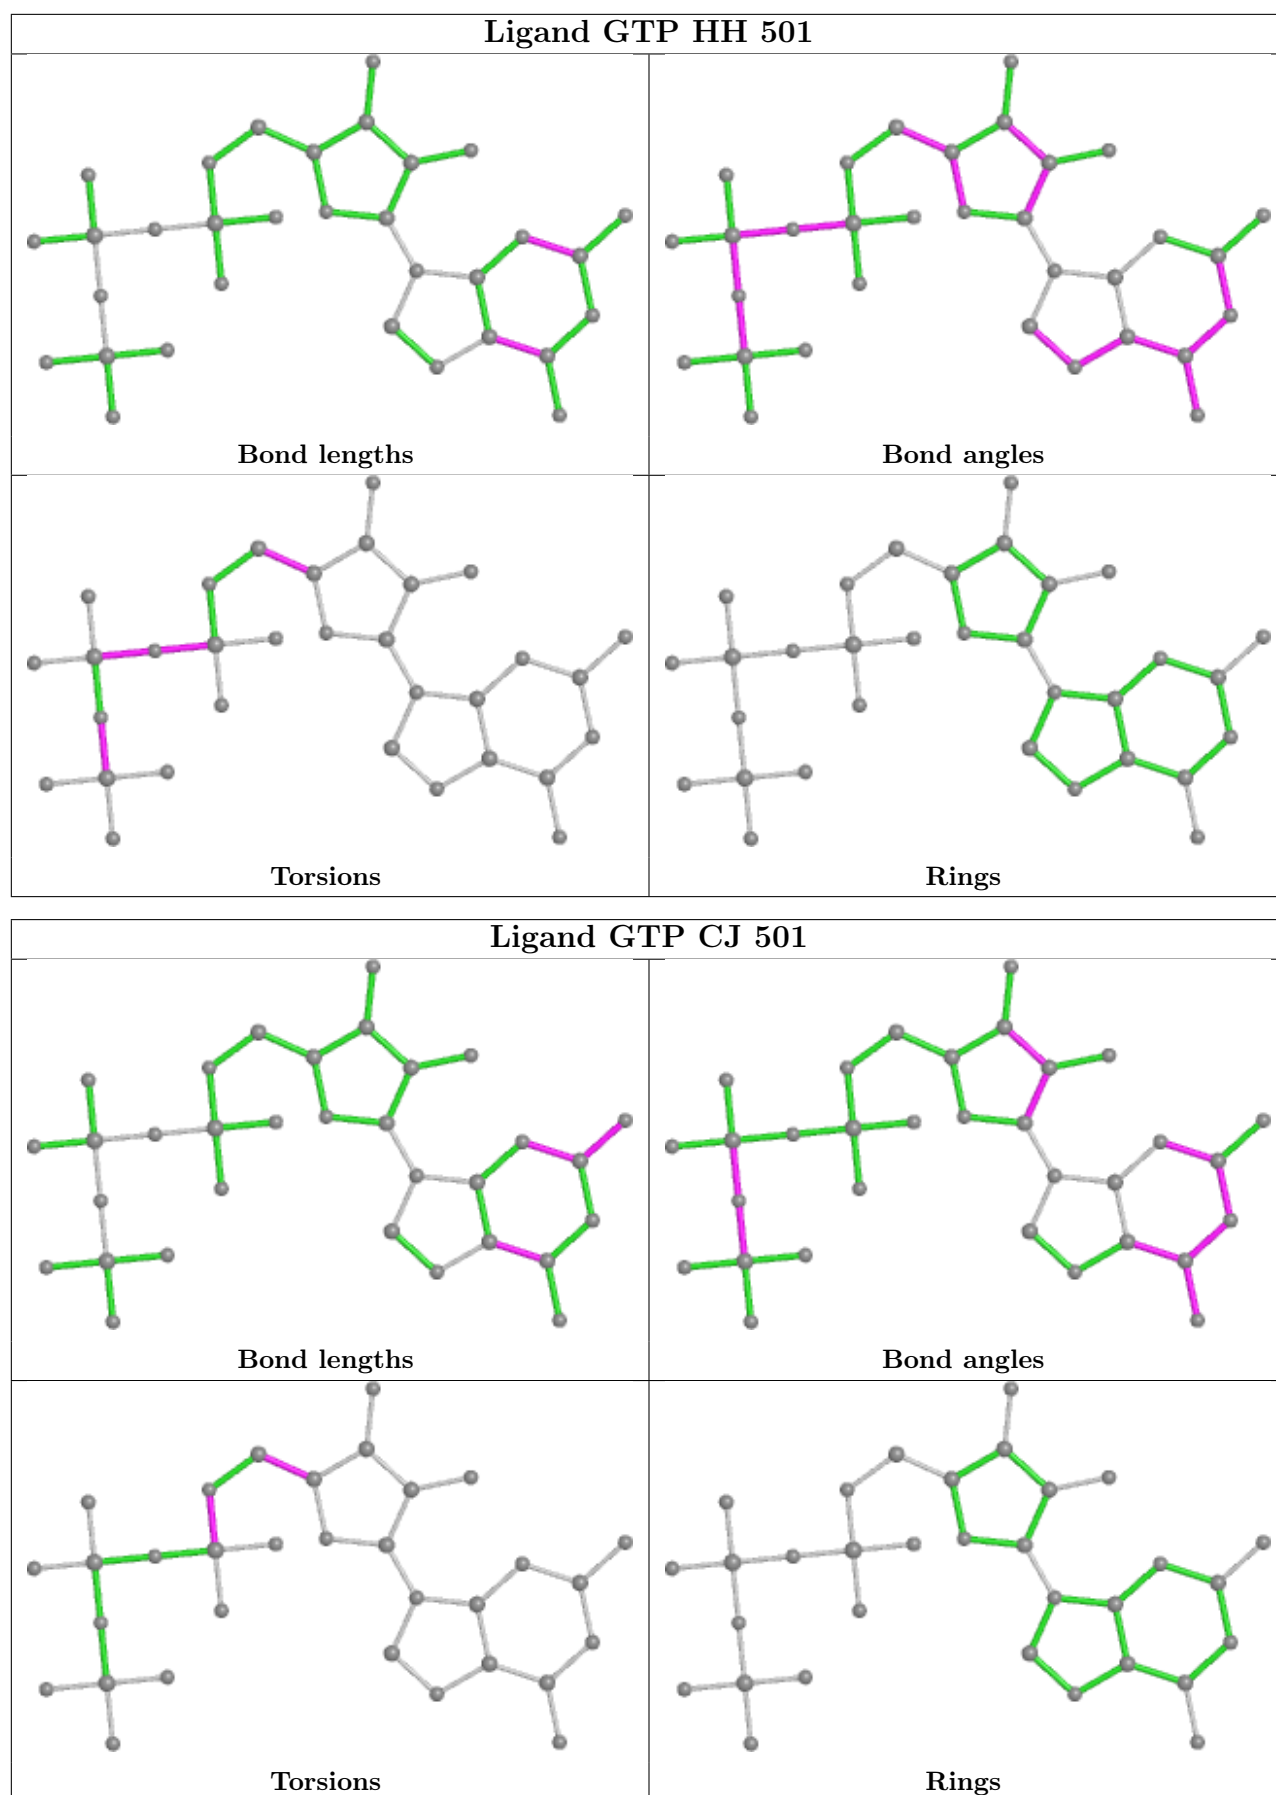 Ligand GTP HH 501
Bond lengths
Bond angles
Torsions
Rings
Ligand GTP CJ 501
Bond lengths
Bond angles
Torsions
Rings